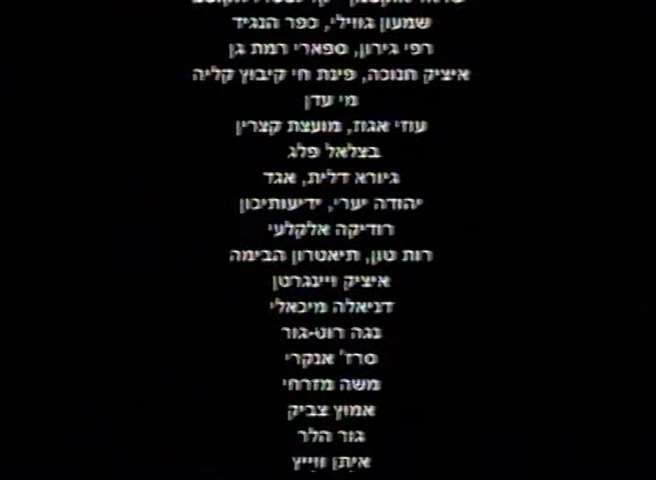 שמעון גווילי, כפר הנגיד
רפי גירון, ספארי רמת גן
איציק חנוכה, פינת חי קיבוץ קליה
מי עדן
עוזי אגוז, מועצת קצרין
בצלאל פלג
גיורא דלית, אגד
יהודה יערי, ידיעותיכון
רודיקה אלקלעי
רות טון, תיאטרון הבימה
איציק ויינגרטן
דניאלה מיכאלי
נגה רוט-גור
סרז' אנקרי
משה מזרחי
אמוץ צביק
גור הלר
איתן ווייץ